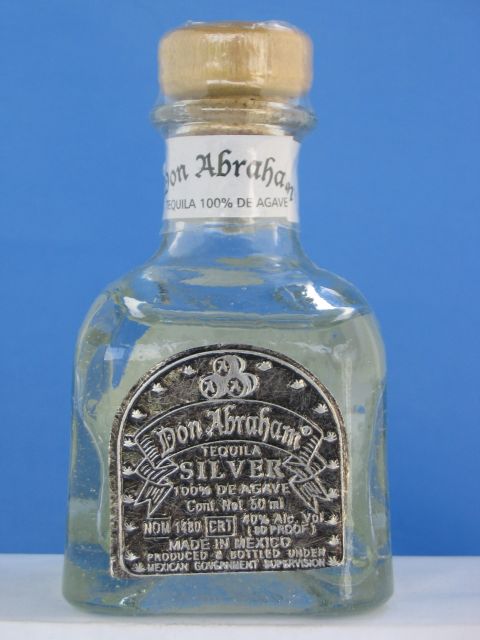 Don Abraham
TEQUILA 100% DE AGAVE
Don Abraham
TEQUILA
SILVER
100% DE AGAVE
Cont. Net. 50 ml
NOM 1480 CRT 40% Alc. Vol
(80 PROOF)
MADE IN MEXICO
PRODUCED & BOTTLED UNDER
MEXICAN GOVERNMENT SUPERVISION